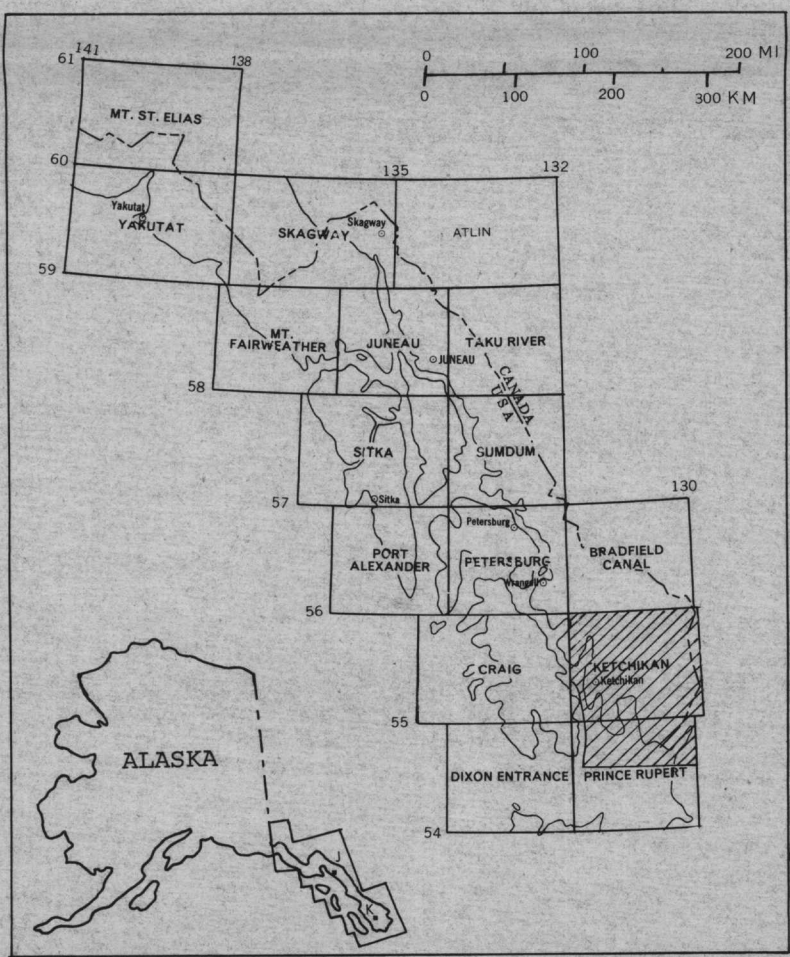 61
141
138
0 100 200 MI
0 100 200 300 KM
MT. ST. ELIAS
60
135
132
Yakutat
YAKUTAT
Skagway
SKAGWAY
ATLIN
59
MT.
FAIRWEATHER
JUNEAU
JUNEAU
TAKU RIVER
CANADA
USA
58
SITKA
Sitka
SUMDUM
57
130
Petersburg
PORT
ALEXANDER
PETERSBURG
Wrangell
BRADFIELD
CANAL
56
CRAIG
KETCHIKAN
Ketchikan
55
ALASKA
DIXON ENTRANCE
PRINCE RUPERT
54
J
K